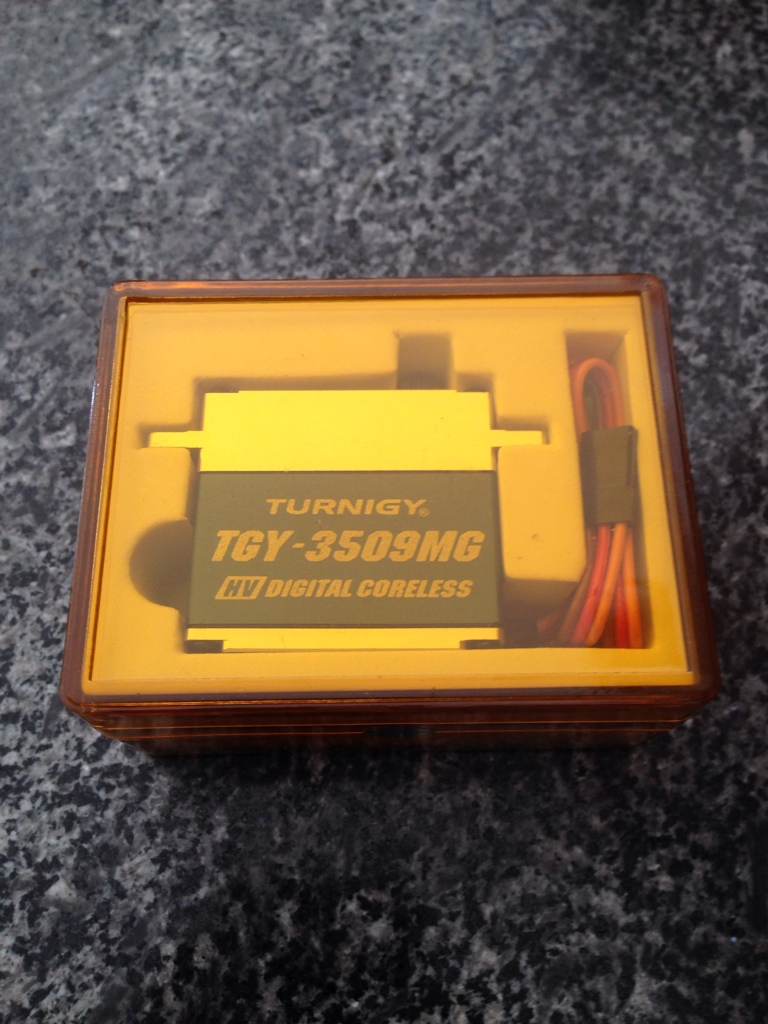 TURNIGY®
TGY-3509MG
HV DIGITAL CORELESS